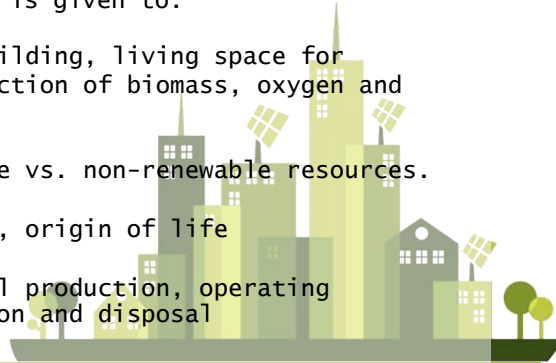 is given to:
ilding, living space for
ction of biomass, oxygen and
e vs. non-renewable resources.
, origin of life
l production, operating
on and disposal